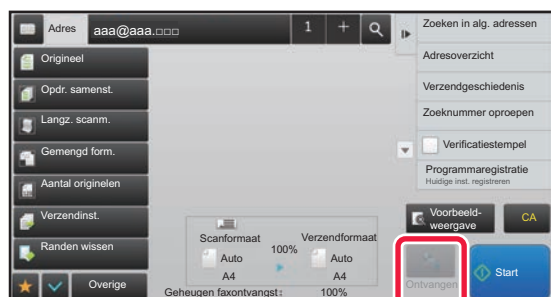 Adres
aaa@aaa.□□□
1
+
Origineel
Opdr. samenst.
Langz. scanm.
Gemengd form.
Aantal originelen
Verzendinst.
Randen wissen
Overige
Scanformaat
Auto
A4
100%
Verzendformaat
Auto
A4
Geheugen faxontvangst:
100%
Zoeken in alg. adressen
Adresoverzicht
Verzendgeschiedenis
Zoeknummer oproepen
Verificatiestempel
Programmaregistratie
Huidige inst. registreren
Voorbeeld-
weergave
CA
Ontvangen
Start